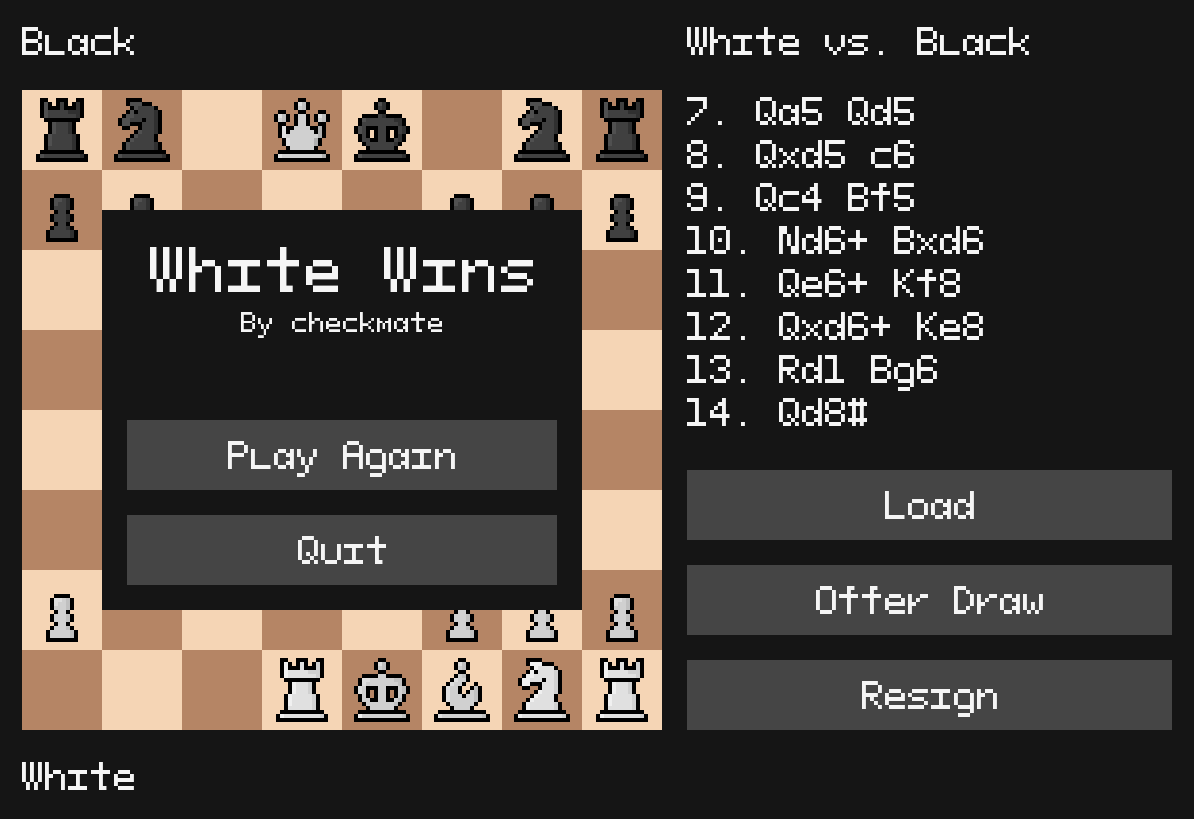 Black
White vs. Black
7. Qa5 Qd5
8. Qxd5 c6
9. Qc4 Bf5
10. Nd6+ Bxd6
11. Qe6+ Kf8
12. Qxd6+ Ke8
13. Rd1 Bg6
14. Qd8#
White Wins
By checkmate
Play Again
Quit
Load
Offer Draw
Resign
White